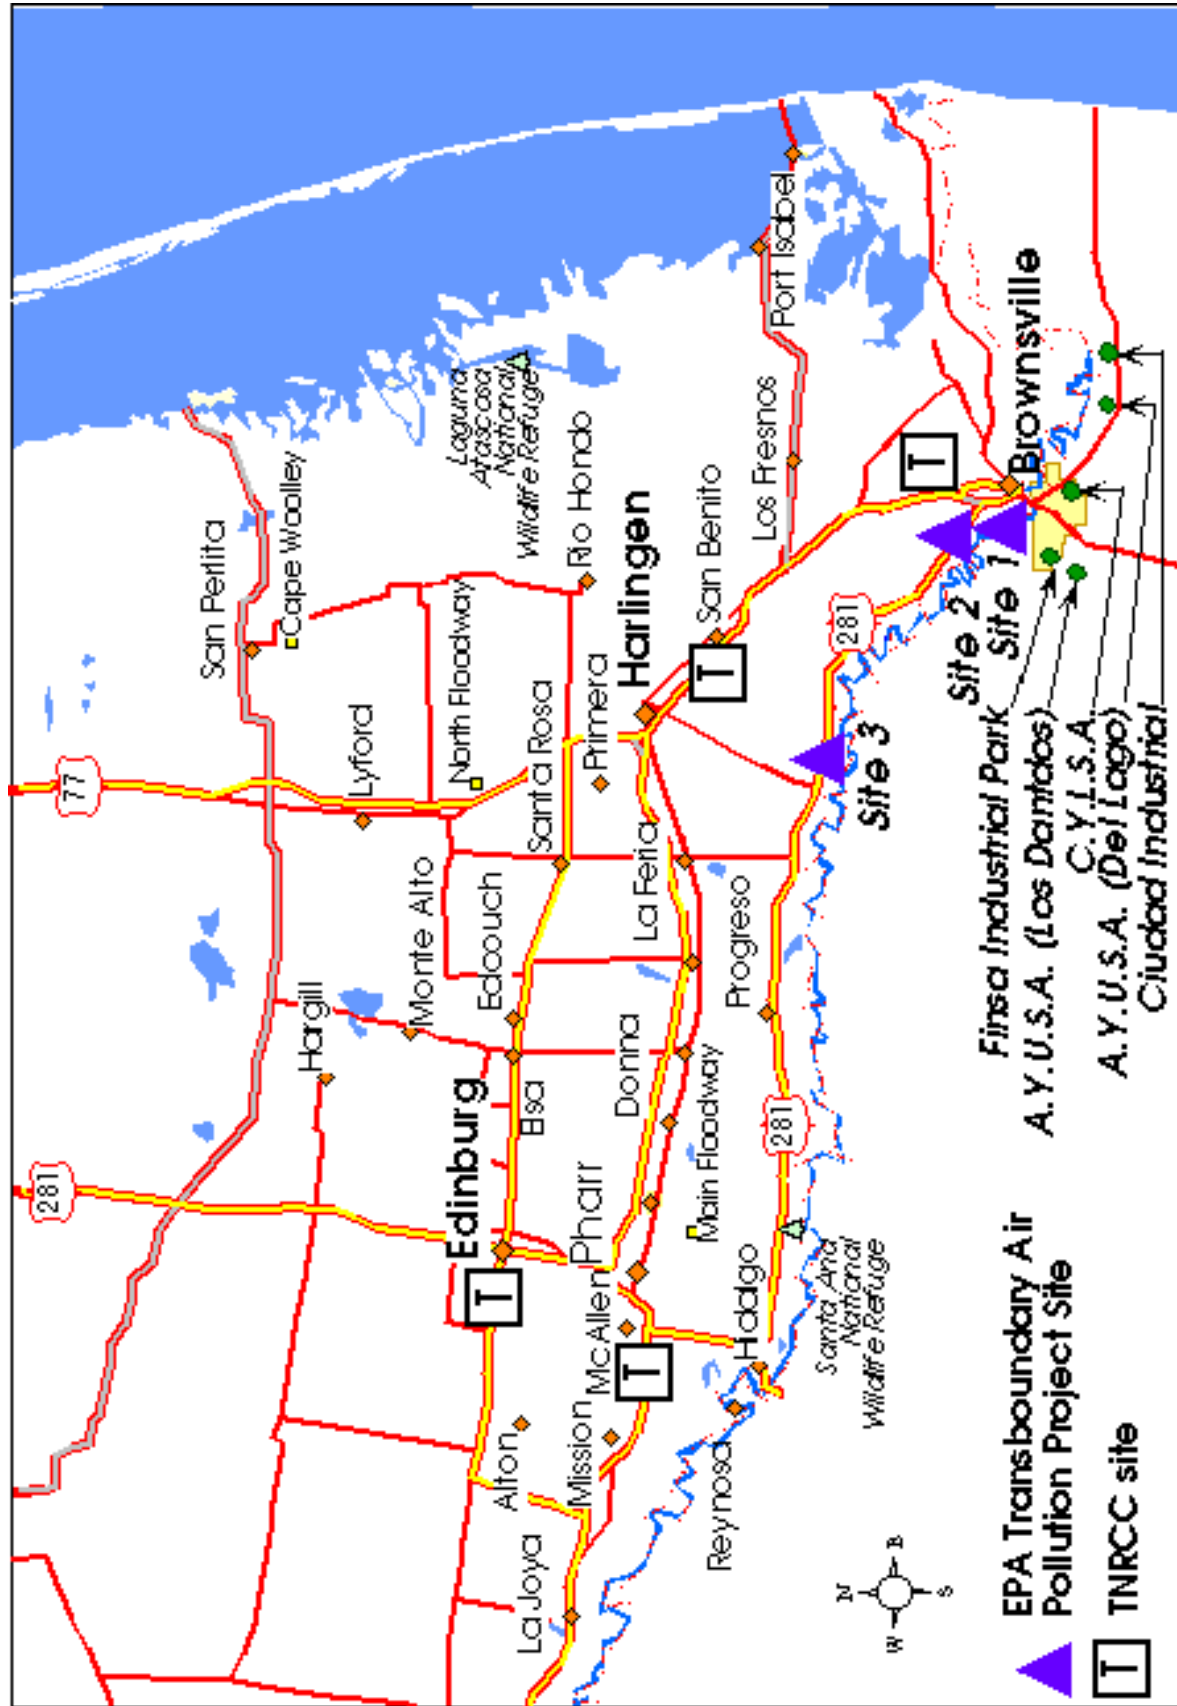 77
281
San Perlita
Cape Woolley
Lyford
Hargill
North Floodway
Laguna
Atascosa
National
Wildlife Refuge
Monte Alto
Edinburg
Edcouch
Elsa
Santa Rosa
Primera
Rio Hondo
T
Alton
Pharr
Donna
La Feria
Harlingen
La Joya
Mission
McAllen
T
T
San Benito
Main Floodway
Progreso
Los Fresnos
Port Isabel
Reynosa
Hidalgo
281
281
Santa Ana
National
Wildlife Refuge
Site 3
Site 2
Site 1
T
Brownsville
N
W
E
S
Finsa Industrial Park
A.Y.U.S.A. (Los Dantdos)
C.Y.L.S.A.
A.Y.U.S.A. (Del Lago)
Ciudad Industrial
EPA Transboundary Air
Pollution Project Site
T
TNRCC site